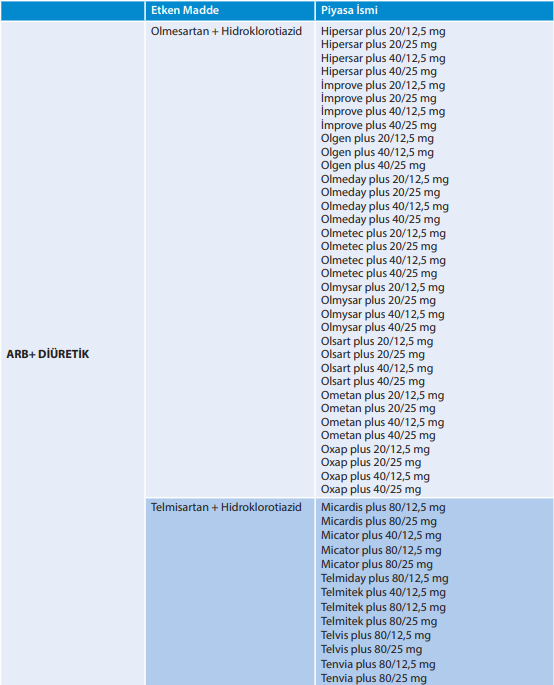 Etken Madde
Piyasa İsmi
ARB+ DİÜRETİK
Olmesartan + Hidroklorotiazid
Hipersar plus 20/12,5 mg
Hipersar plus 20/25 mg
Hipersar plus 40/12,5 mg
Hipersar plus 40/25 mg
İmprove plus 20/12,5 mg
İmprove plus 20/25 mg
İmprove plus 40/12,5 mg
İmprove plus 40/25 mg
Olgen plus 20/12,5 mg
Olgen plus 40/12,5 mg
Olgen plus 40/25 mg
Olmeday plus 20/12,5 mg
Olmeday plus 20/25 mg
Olmeday plus 40/12,5 mg
Olmeday plus 40/25 mg
Olmetec plus 20/12,5 mg
Olmetec plus 20/25 mg
Olmetec plus 40/12,5 mg
Olmetec plus 40/25 mg
Olmysar plus 20/12,5 mg
Olmysar plus 20/25 mg
Olmysar plus 40/12,5 mg
Olmysar plus 40/25 mg
Olsart plus 20/12,5 mg
Olsart plus 20/25 mg
Olsart plus 40/12,5 mg
Olsart plus 40/25 mg
Ometan plus 20/12,5 mg
Ometan plus 20/25 mg
Ometan plus 40/12,5 mg
Ometan plus 40/25 mg
Oxap plus 20/12,5 mg
Oxap plus 20/25 mg
Oxap plus 40/12,5 mg
Oxap plus 40/25 mg
Telmisartan + Hidroklorotiazid
Micardis plus 80/12,5 mg
Micardis plus 80/25 mg
Micator plus 40/12,5 mg
Micator plus 80/12,5 mg
Micator plus 80/25 mg
Telmiday plus 80/12,5 mg
Telmitek plus 40/12,5 mg
Telmitek plus 80/12,5 mg
Telmitek plus 80/25 mg
Telvis plus 80/12,5 mg
Telvis plus 80/25 mg
Tenvia plus 80/12,5 mg
Tenvia plus 80/25 mg